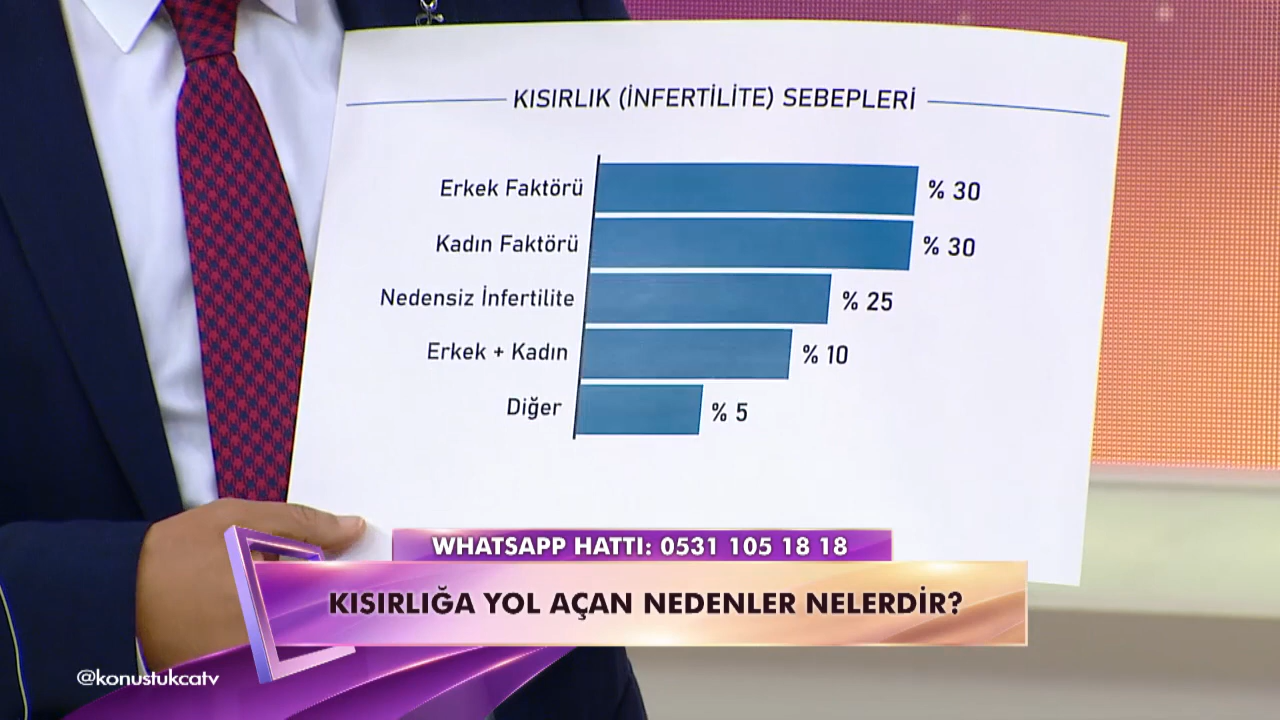 KISIRLIK (İNFERTİLİTE) SEBEPLERİ
Erkek Faktörü % 30
Kadın Faktörü % 30
Nedensiz İnfertilite % 25
Erkek + Kadın % 10
Diğer % 5
WHATSAPP HATTI: 0531 105 18 18
KISIRLIĞA YOL AÇAN NEDENLER NELERDİR?
@konustukcatv